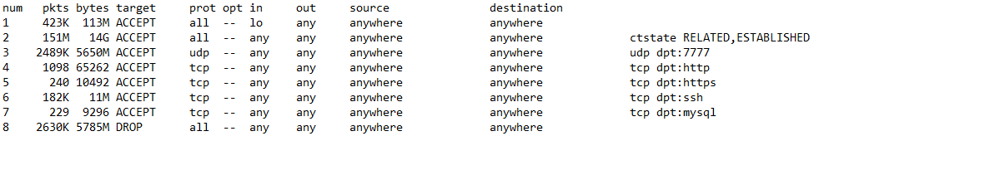 num   pkts bytes target     prot opt in     out     source               destination
1     423K  113M ACCEPT     all  --  lo     any     anywhere             anywhere
2     151M   14G ACCEPT     all  --  any    any     anywhere             anywhere             ctstate RELATED,ESTABLISHED
3    2489K 5650M ACCEPT     udp  --  any    any     anywhere             anywhere             udp dpt:7777
4     1098 65262 ACCEPT     tcp  --  any    any     anywhere             anywhere             tcp dpt:http
5      240 10492 ACCEPT     tcp  --  any    any     anywhere             anywhere             tcp dpt:https
6     182K   11M ACCEPT     tcp  --  any    any     anywhere             anywhere             tcp dpt:ssh
7      229  9296 ACCEPT     tcp  --  any    any     anywhere             anywhere             tcp dpt:mysql
8    2630K 5785M DROP       all  --  any    any     anywhere             anywhere